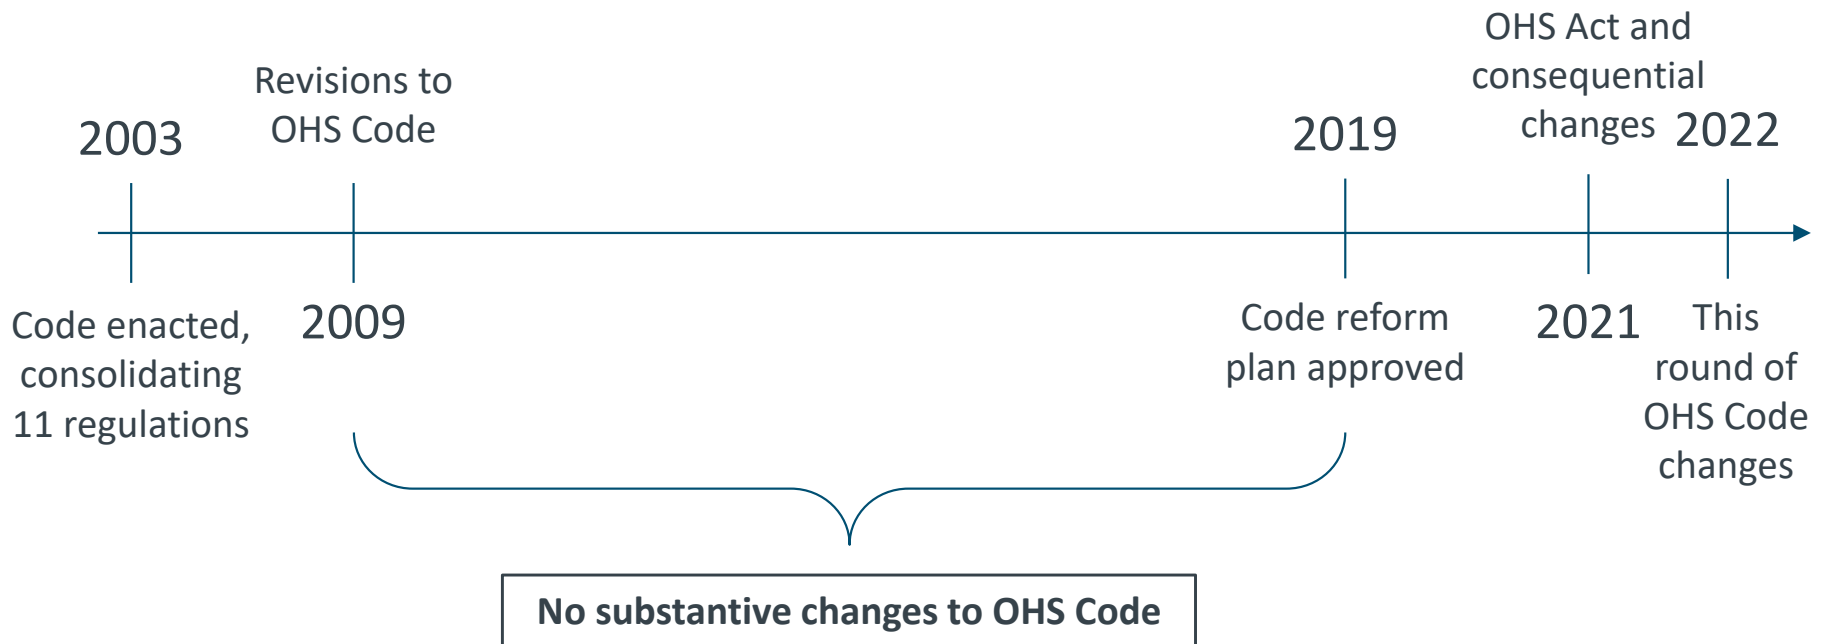 2003
Code enacted,
consolidating
11 regulations
Revisions to
OHS Code
2009
2019
Code reform
plan approved
OHS Act and
consequential
changes
2021
2022
This
round of
OHS Code
changes
No substantive changes to OHS Code